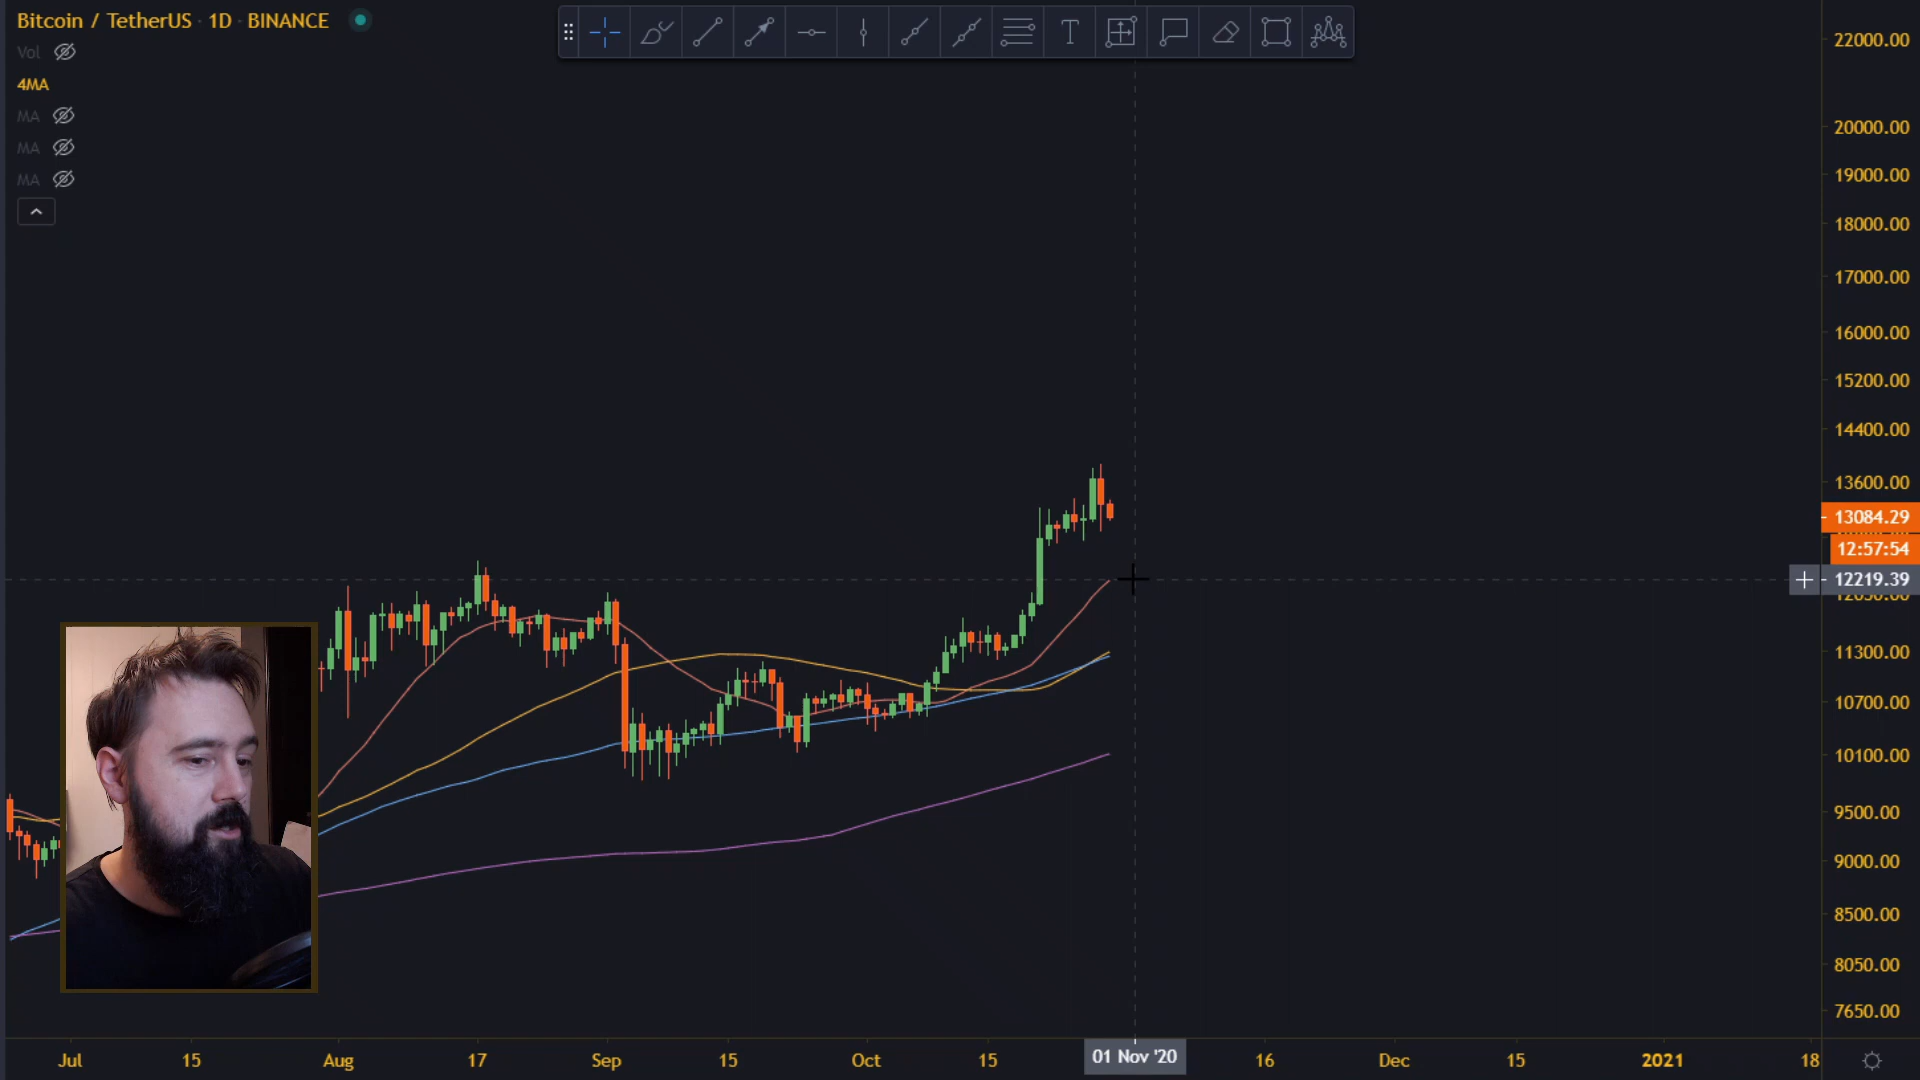 Bitcoin / TetherUS · 1D · BINANCE
Vol
4MA
MA
MA
MA
T
22000.00
20000.00
19000.00
18000.00
17000.00
16000.00
15200.00
14400.00
13600.00
13084.29
12:57:54
12219.39
11300.00
10700.00
10100.00
9500.00
9000.00
8500.00
8050.00
7650.00
Jul 15 Aug 17 Sep 15 Oct 15 01 Nov '20 16 Dec 15 2021 18